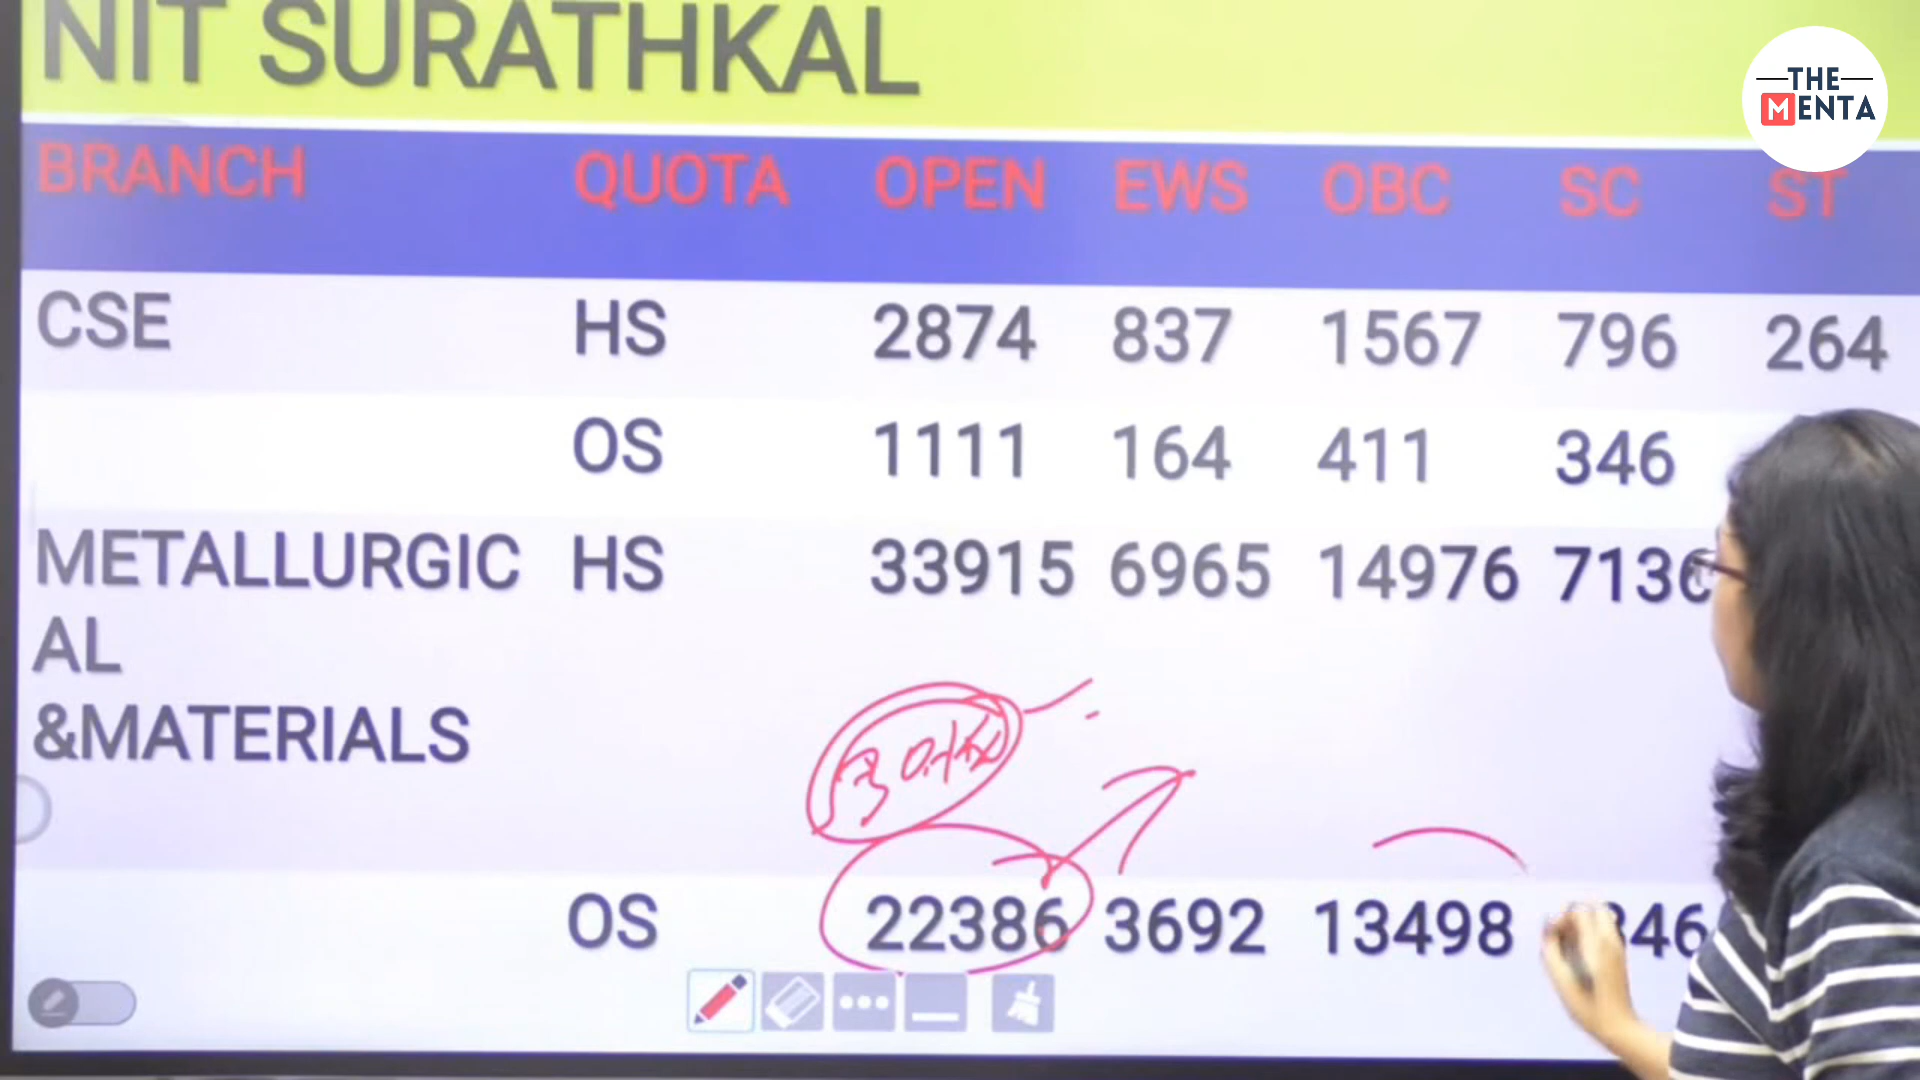 NIT SURATHKAL
THE
MENTA
BRANCH QUOTA OPEN EWS OBC SC ST
CSE HS 2874 837 1567 796 264
OS 1111 164 411 346
METALLURGIC HS 33915 6965 14976
AL
&MATERIALS
OS 22386 3692 13498